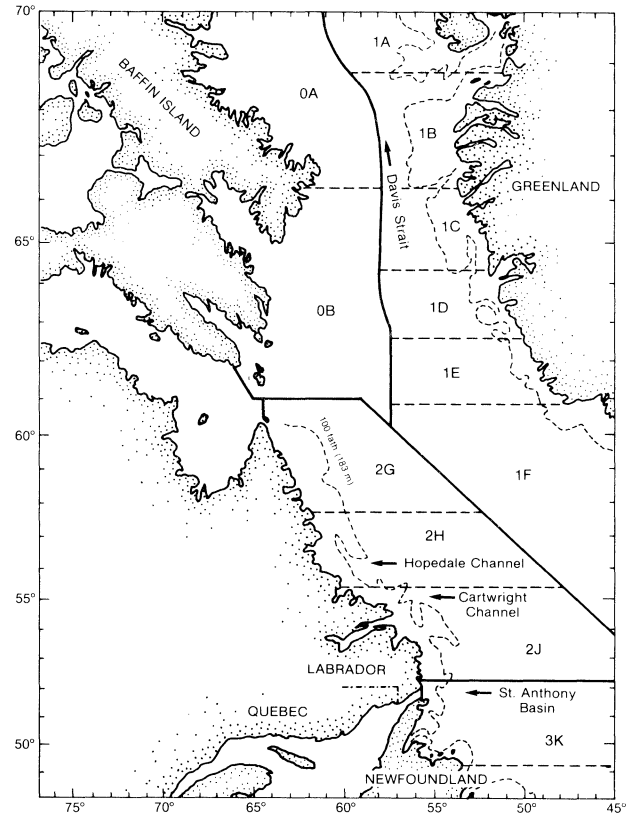 70°
1A
BAFFIN ISLAND
0A
1B
GREENLAND
Davis Strait
1C
65°
0B
1D
1E
60°
100 fath (183 m)
2G
1F
2H
Hopedale Channel
55°
Cartwright
Channel
2J
LABRADOR
St. Anthony
Basin
QUEBEC
50°
3K
NEWFOUNDLAND
75° 70° 65° 60° 55° 50° 45°